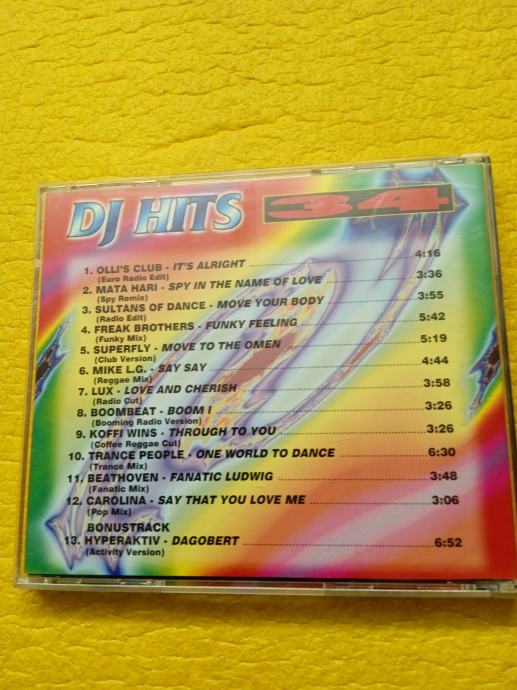 DJ HITS 34
1. OLLI'S CLUB - IT'S ALRIGHT 4:16
(Euro Radio Edit)
2. MATA HARI - SPY IN THE NAME OF LOVE 3:36
(Spy Remix)
3. SULTANS OF DANCE - MOVE YOUR BODY 3:55
(Radio Edit)
4. FREAK BROTHERS - FUNKY FEELING 5:42
(Funky Mix)
5. SUPERFLY - MOVE TO THE OMEN 5:19
(Club Version)
6. MIKE L.G. - SAY SAY 4:44
(Reggae Mix)
7. LUX - LOVE AND CHERISH 3:58
(Radio Cut)
8. BOOMBEAT - BOOM I 3:26
(Booming Radio Version)
9. KOFFI WINS - THROUGH TO YOU 3:26
(Coffee Reggae Cut)
10. TRANCE PEOPLE - ONE WORLD TO DANCE 6:30
(Trance Mix)
11. BEATHOVEN - FANATIC LUDWIG 3:48
(Fanatic Mix)
12. CAROLINA - SAY THAT YOU LOVE ME 3:06
(Pop Mix)
BONUSTRACK
13. HYPERAKTIV - DAGOBERT 6:52
(Activity Version)